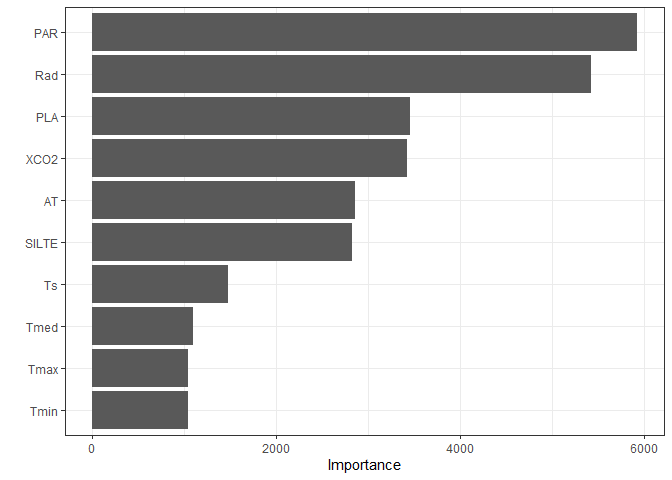 PAR
Rad
PLA
XCO2
AT
SILTE
Ts
Tmed
Tmax
Tmin
0 2000 4000 6000
Importance